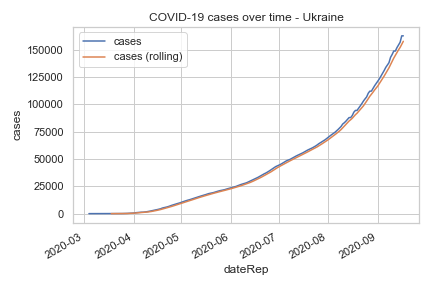 COVID-19 cases over time - Ukraine
cases
cases (rolling)
150000
125000
100000
75000
50000
25000
0
cases
2020-03
2020-04
2020-05
2020-06
2020-07
2020-08
2020-09
dateRep